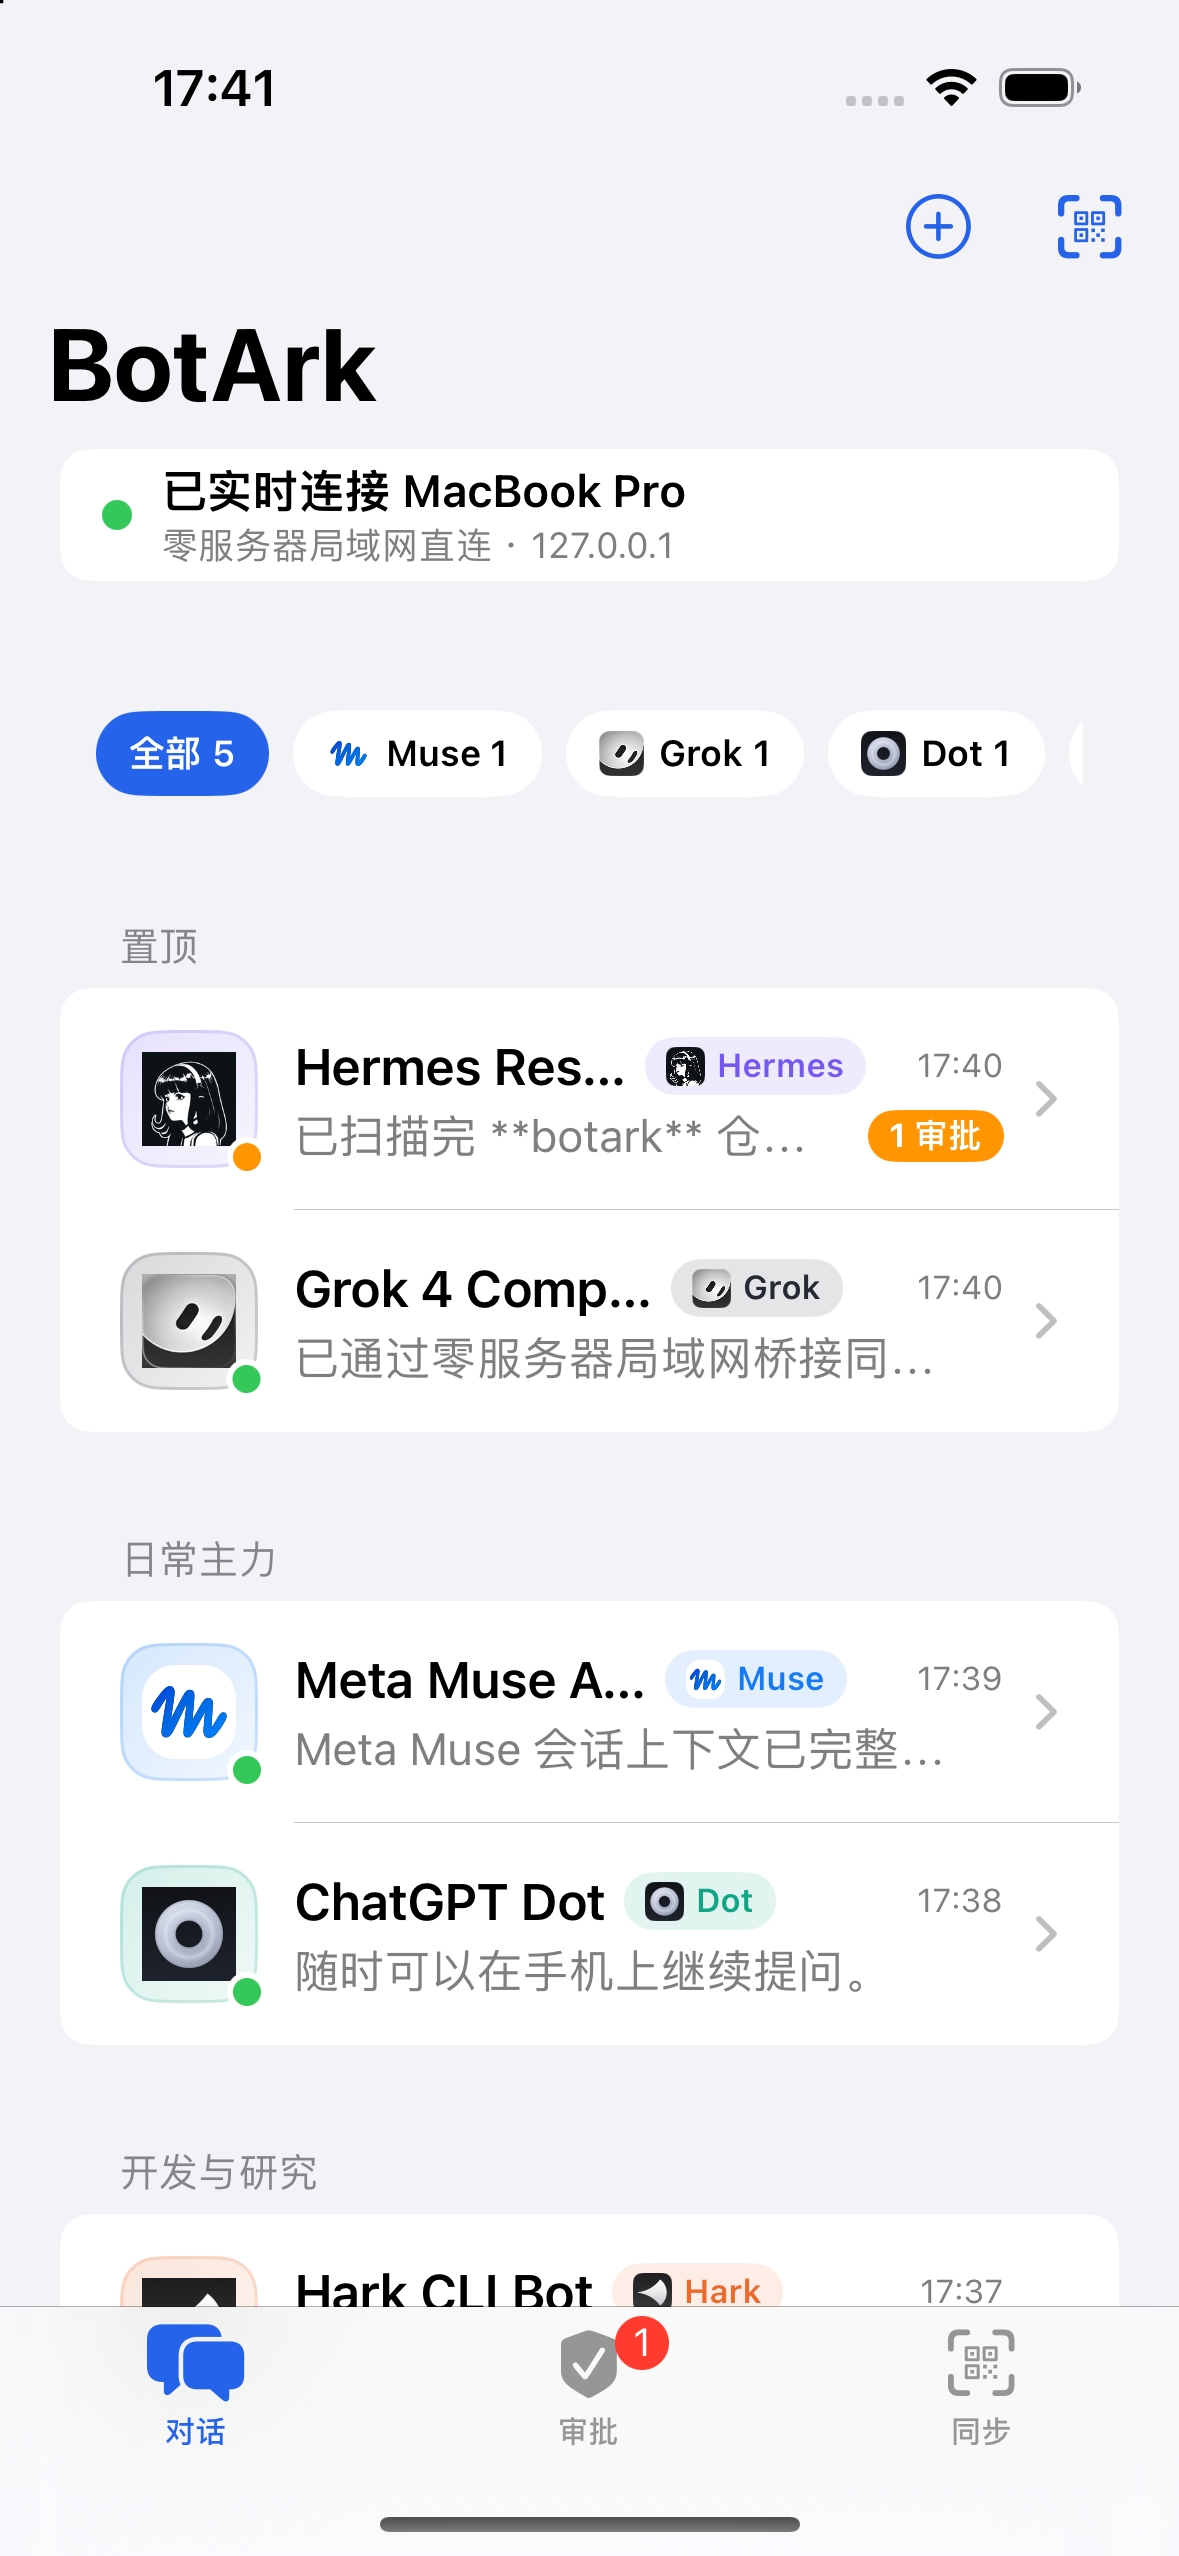 17:41
BotArk
已实时连接 MacBook Pro
零服务器局域网直连 · 127.0.0.1
全部 5
Muse 1
Grok 1
Dot 1
置顶
Hermes Res... Hermes 17:40
已扫描完 **botark** 仓... 1 审批
Grok 4 Comp... Grok 17:40
已通过零服务器局域网桥接同...
日常主力
Meta Muse A... Muse 17:39
Meta Muse 会话上下文已完整...
ChatGPT Dot Dot 17:38
随时可以在手机上继续提问。
开发与研究
Hark CLI Bot Hark 17:37
1
对话
审批
同步